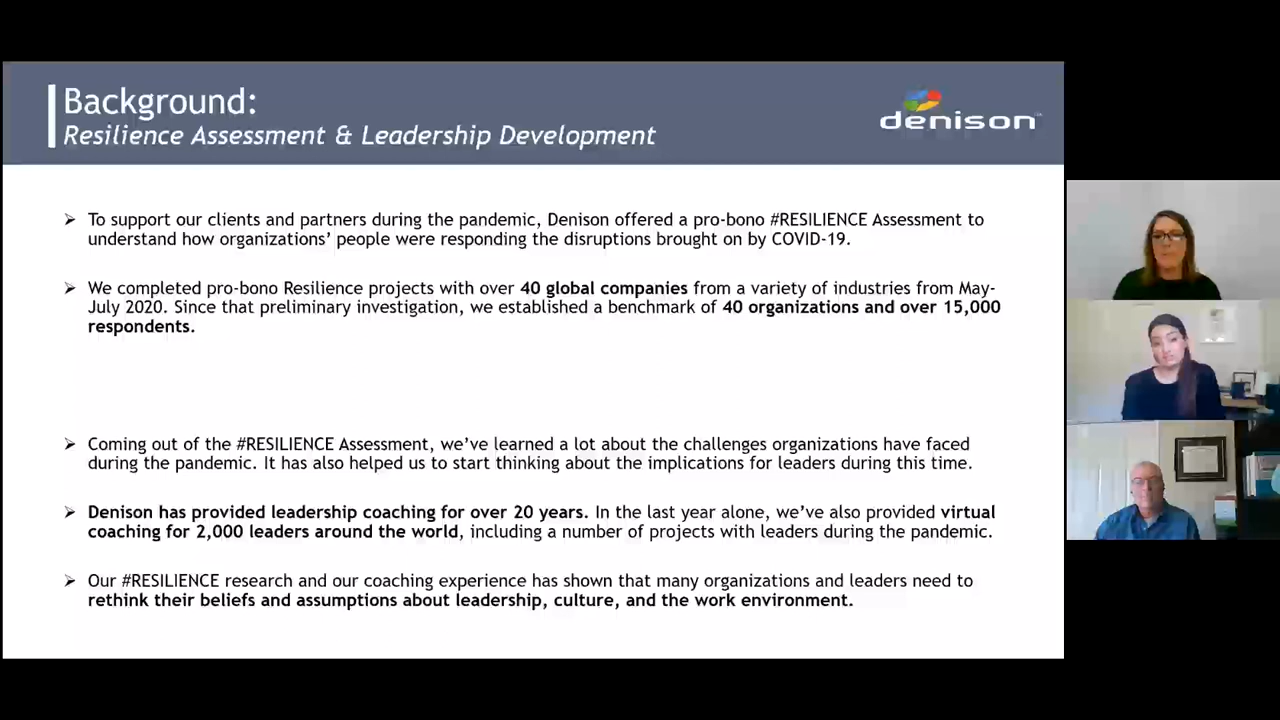 Background:
Resilience Assessment & Leadership Development
denison
➢ To support our clients and partners during the pandemic, Denison offered a pro-bono #RESILIENCE Assessment to
understand how organizations’ people were responding the disruptions brought on by COVID-19.
➢ We completed pro-bono Resilience projects with over 40 global companies from a variety of industries from May-
July 2020. Since that preliminary investigation, we established a benchmark of 40 organizations and over 15,000
respondents.
➢ Coming out of the #RESILIENCE Assessment, we’ve learned a lot about the challenges organizations have faced
during the pandemic. It has also helped us to start thinking about the implications for leaders during this time.
➢ Denison has provided leadership coaching for over 20 years. In the last year alone, we’ve also provided virtual
coaching for 2,000 leaders around the world, including a number of projects with leaders during the pandemic.
➢ Our #RESILIENCE research and our coaching experience has shown that many organizations and leaders need to
rethink their beliefs and assumptions about leadership, culture, and the work environment.